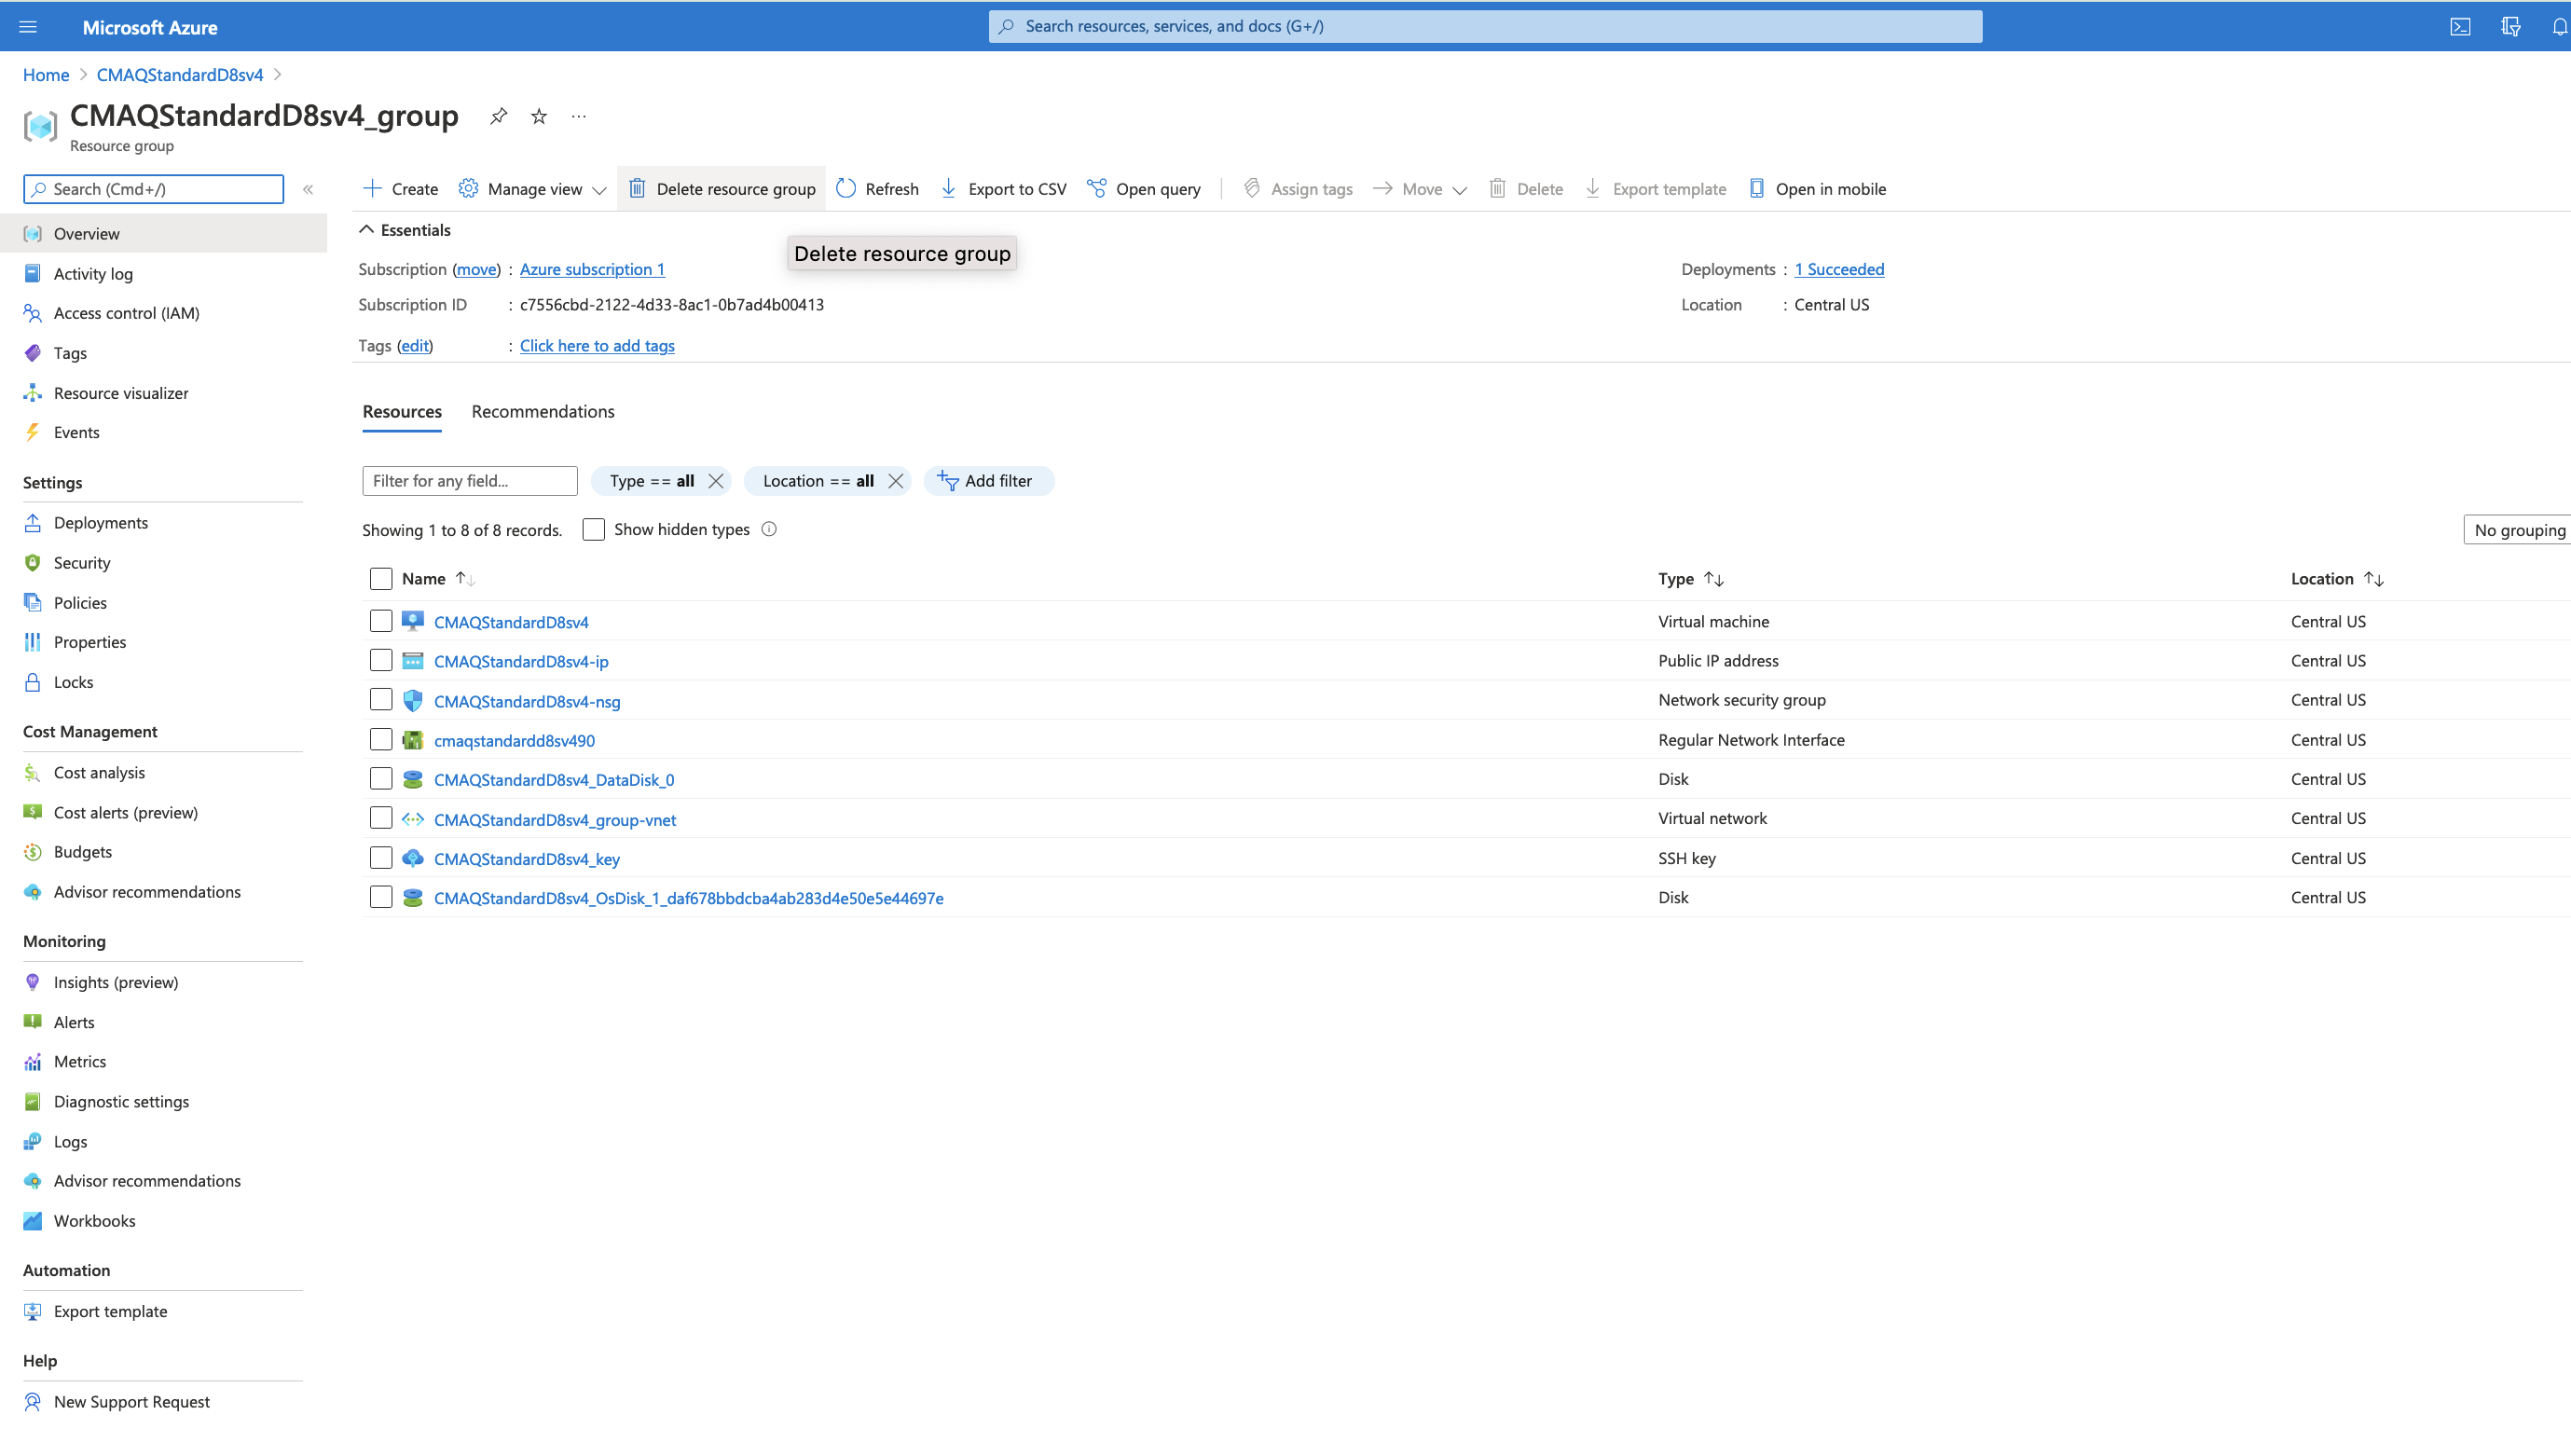 Microsoft Azure
Search resources, services, and docs (G+/)
Home > CMAQStandardD8sv4 >
CMAQStandardD8sv4_group
Resource group
Search (Cmd+/)
Create Manage view Delete resource group Refresh Export to CSV Open query Assign tags Move Delete Export template Open in mobile
Delete resource group
Essentials
Subscription (move) : Azure subscription 1
Subscription ID : c7556cbd-2122-4d33-8ac1-0b7ad4b00413
Tags (edit) : Click here to add tags
Deployments : 1 Succeeded
Location : Central US
Overview
Activity log
Access control (IAM)
Tags
Resource visualizer
Events
Settings
Deployments
Security
Policies
Properties
Locks
Cost Management
Cost analysis
Cost alerts (preview)
Budgets
Advisor recommendations
Monitoring
Insights (preview)
Alerts
Metrics
Diagnostic settings
Logs
Advisor recommendations
Workbooks
Automation
Export template
Help
New Support Request
Resources Recommendations
Filter for any field... Type == all Location == all Add filter
Showing 1 to 8 of 8 records. Show hidden types No grouping
Name Type Location
CMAQStandardD8sv4 Virtual machine Central US
CMAQStandardD8sv4-ip Public IP address Central US
CMAQStandardD8sv4-nsg Network security group Central US
cmaqstandardd8sv490 Regular Network Interface Central US
CMAQStandardD8sv4_DataDisk_0 Disk Central US
CMAQStandardD8sv4_group-vnet Virtual network Central US
CMAQStandardD8sv4_key SSH key Central US
CMAQStandardD8sv4_OsDisk_1_daf678bbdcba4ab283d4e50e5e44697e Disk Central US